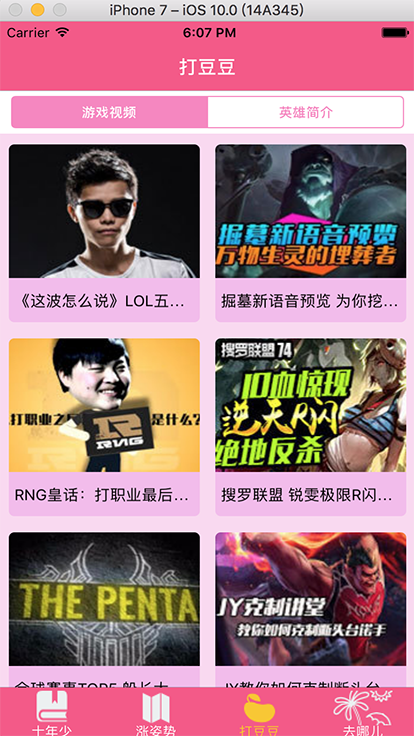 iPhone 7 – iOS 10.0 (14A345)
Carrier 6:07 PM
打豆豆
游戏视频 英雄简介
《这波怎么说》LOL五...
掘墓新语音预览
万物生灵的埋葬者
掘墓新语音预览 为你挖...
打职业之后 是什么?
RNG
RNG皇话：打职业最后...
搜罗联盟 74
10血惊现
逆天R闪
绝地反杀
搜罗联盟 锐雯极限R闪...
THE PENTA
全球赛事TOP5 船长大
JY克制讲堂
教你如何克制断头台诺手
JY教你如何克制断头台
十年少 涨姿势 打豆豆 去哪儿